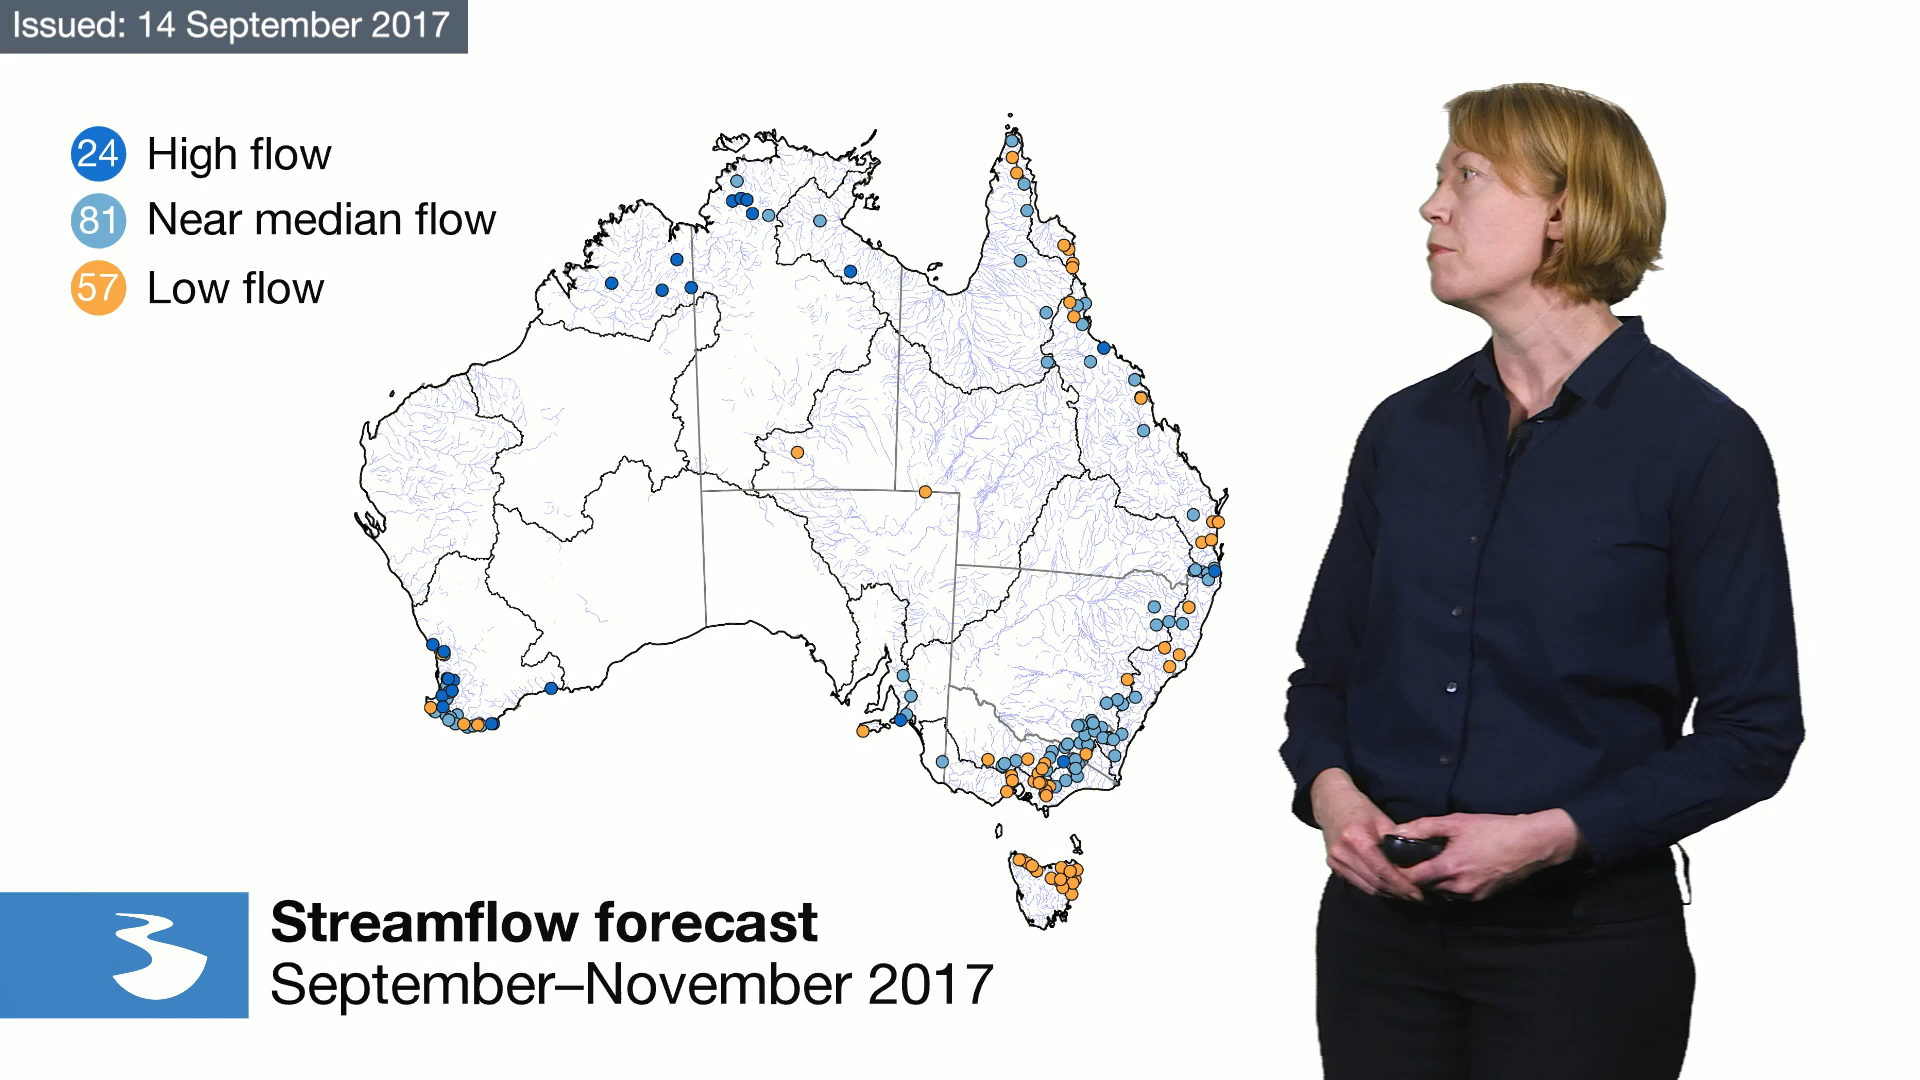 Issued: 14 September 2017
24 High flow
81 Near median flow
57 Low flow
Streamflow forecast
September–November 2017